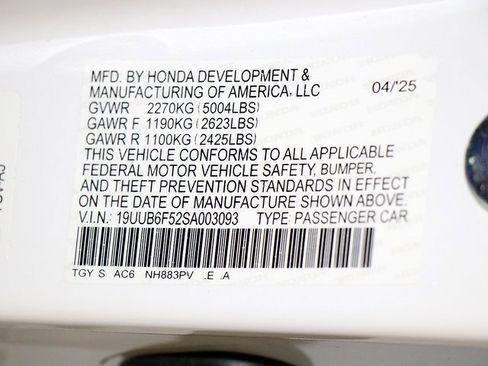 MFD. BY HONDA DEVELOPMENT &
MANUFACTURING OF AMERICA, LLC 04/'25
GVWR 2270KG (5004LBS)
GAWR F 1190KG (2623LBS)
GAWR R 1100KG (2425LBS)
THIS VEHICLE CONFORMS TO ALL APPLICABLE
FEDERAL MOTOR VEHICLE SAFETY, BUMPER,
AND THEFT PREVENTION STANDARDS IN EFFECT
ON THE DATE OF MANUFACTURE SHOWN ABOVE.
V.I.N.: 19UUB6F52SA003093 TYPE: PASSENGER CAR
TGY S AC6 NH883PV .E .A